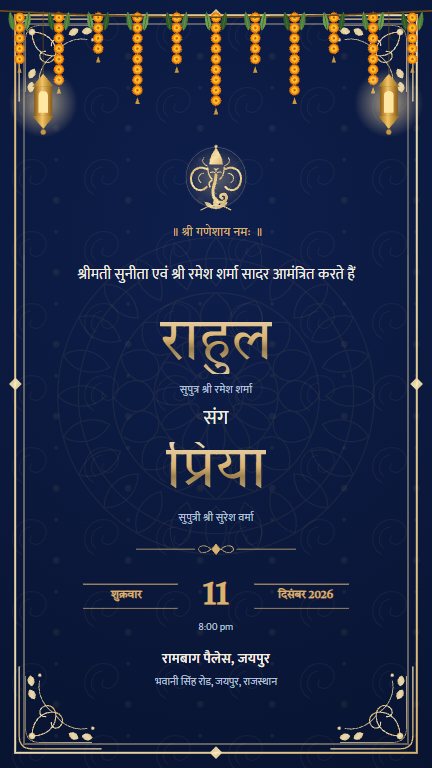 ॥ श्री गणेशाय नमः ॥
श्रीमती सुनीता एवं श्री रमेश शर्मा सादर आमंत्रित करते हैं
राहुल
सुपुत्र श्री रमेश शर्मा
संग
प्रिया
सुपुत्री श्री सुरेश वर्मा
शुक्रवार 11 दिसंबर 2026
8:00 pm
रामबाग पैलेस, जयपुर
भवानी सिंह रोड, जयपुर, राजस्थान